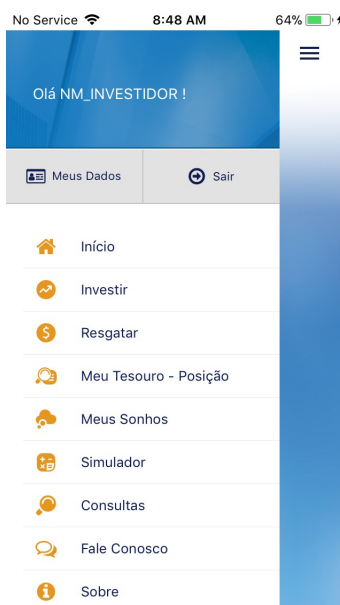 No Service 8:48 AM 64%
Olá NM_INVESTIDOR !
Meus Dados Sair
Início
Investir
Resgatar
Meu Tesouro - Posição
Meus Sonhos
Simulador
Consultas
Fale Conosco
Sobre